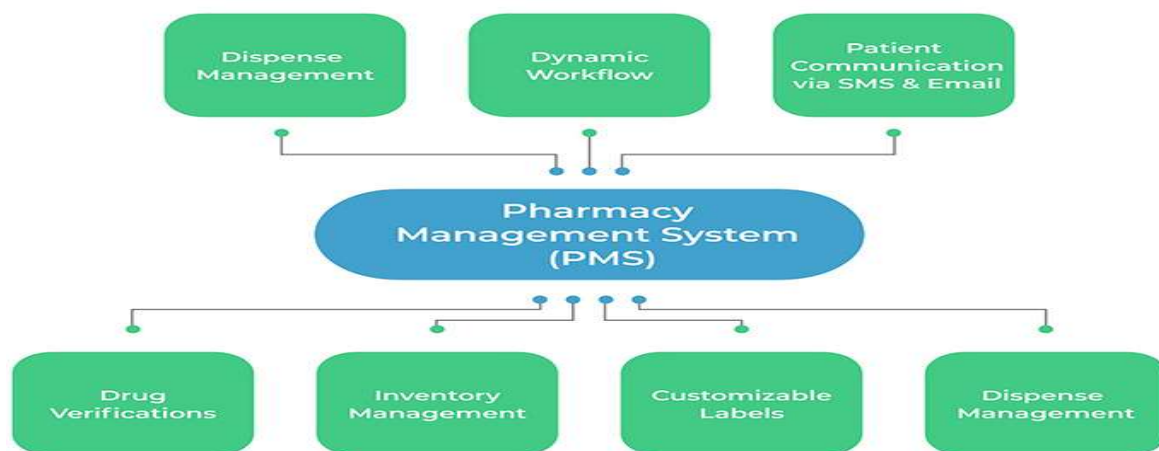 Dispense
Management
Dynamic
Workflow
Patient
Communication
via SMS & Email
Pharmacy
Management System
(PMS)
Drug
Verifications
Inventory
Management
Customizable
Labels
Dispense
Management